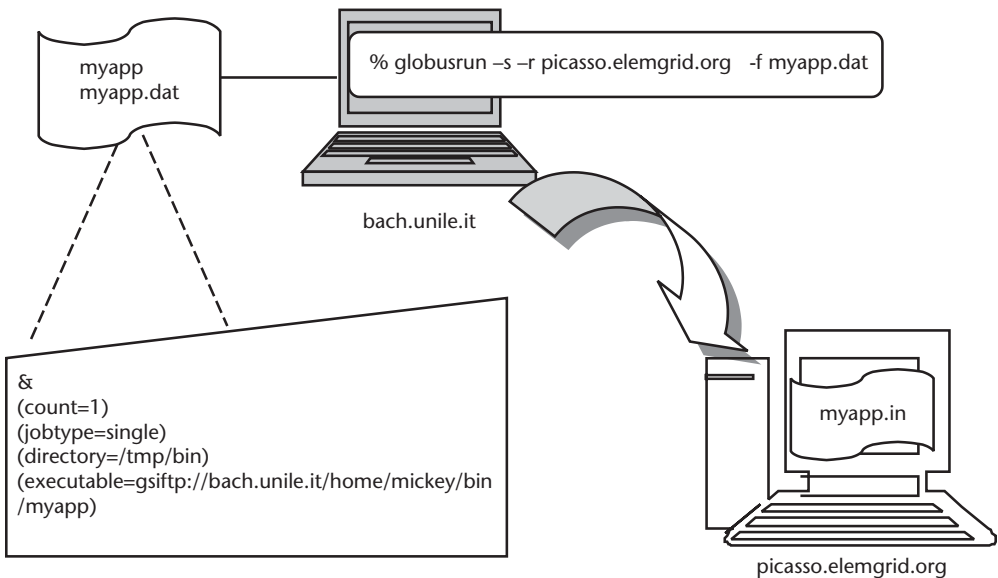 myapp
myapp.dat
% globusrun –s –r picasso.elemgrid.org -f myapp.dat
bach.unile.it
&
(count=1)
(jobtype=single)
(directory=/tmp/bin)
(executable=gsiftp://bach.unile.it/home/mickey/bin
/myapp)
myapp.in
picasso.elemgrid.org